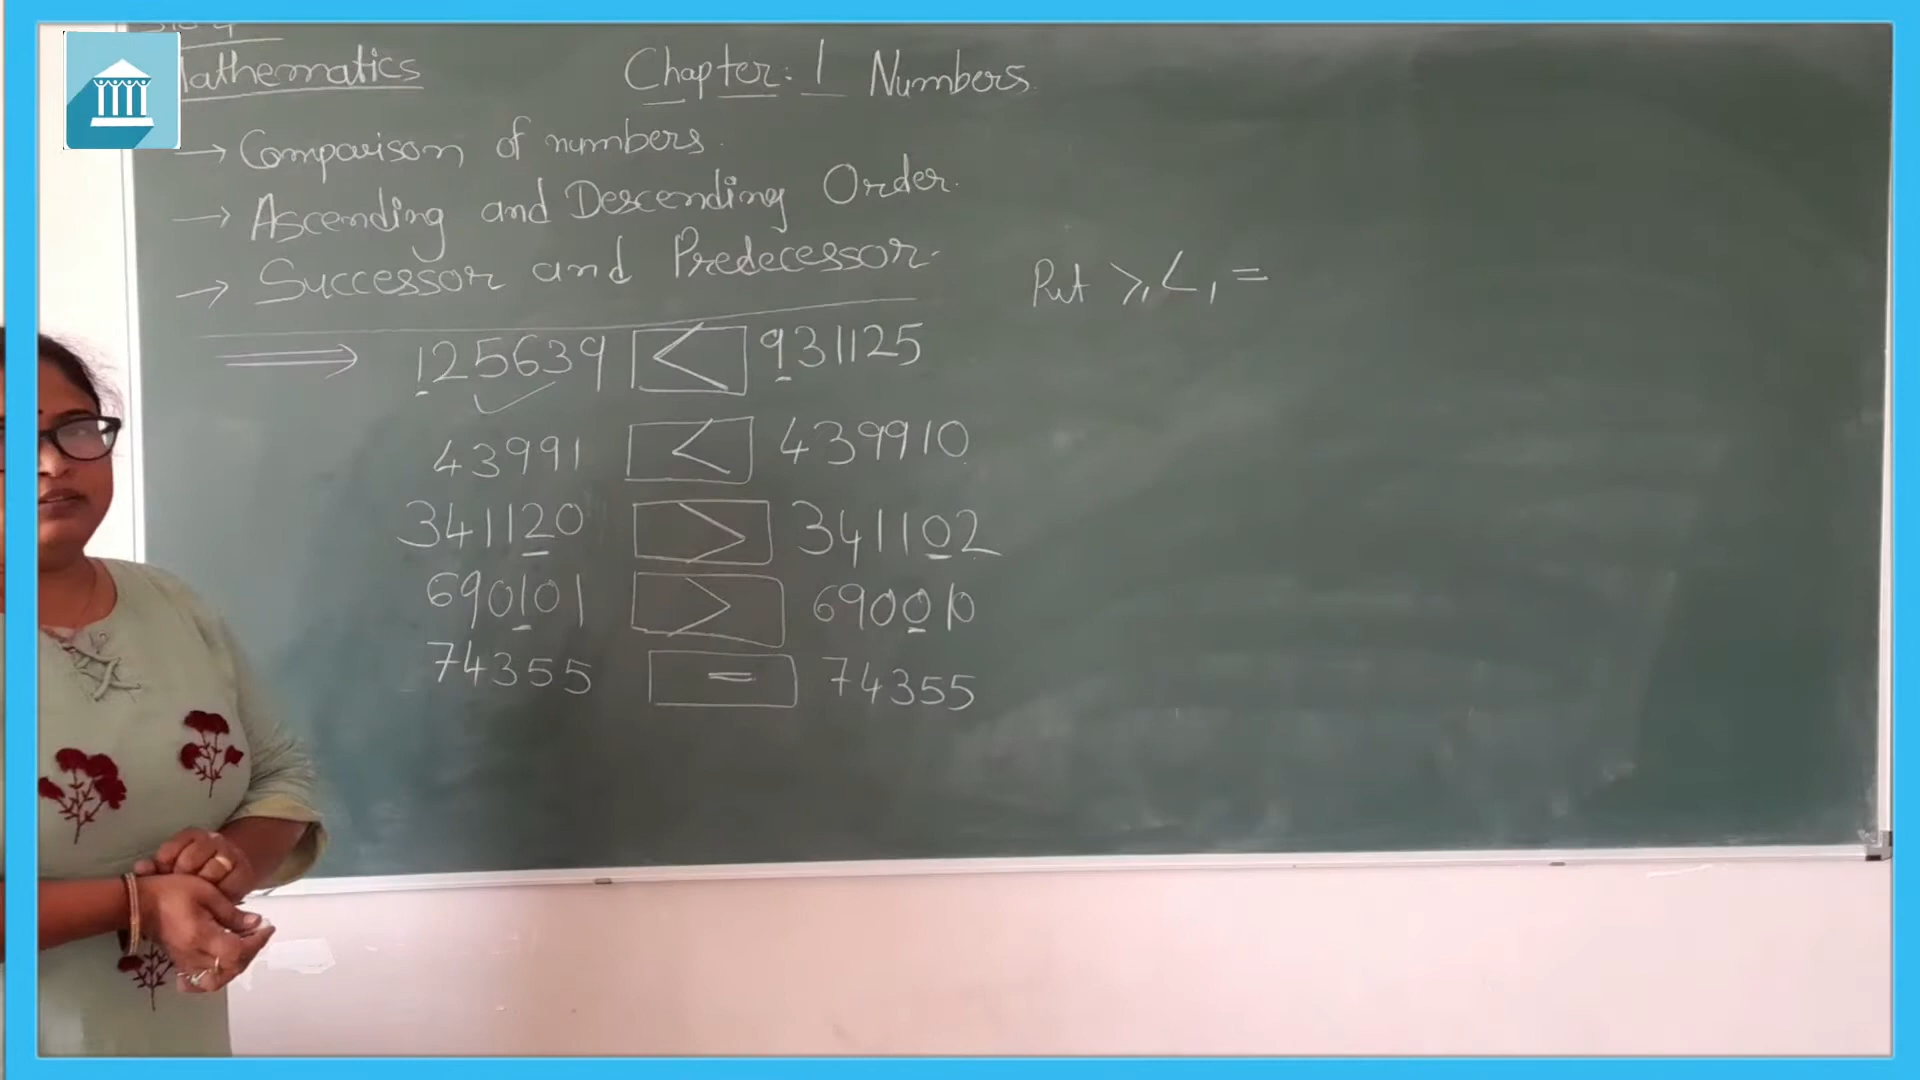 Mathematics
Chapter: 1 Numbers.
→ Comparison of numbers.
→ Ascending and Descending Order.
→ Successor and Predecessor.
Put >, <, =
⟹ 125639 < 931125
43991 < 439910
341120 > 341102
690101 > 690010
74355 = 74355